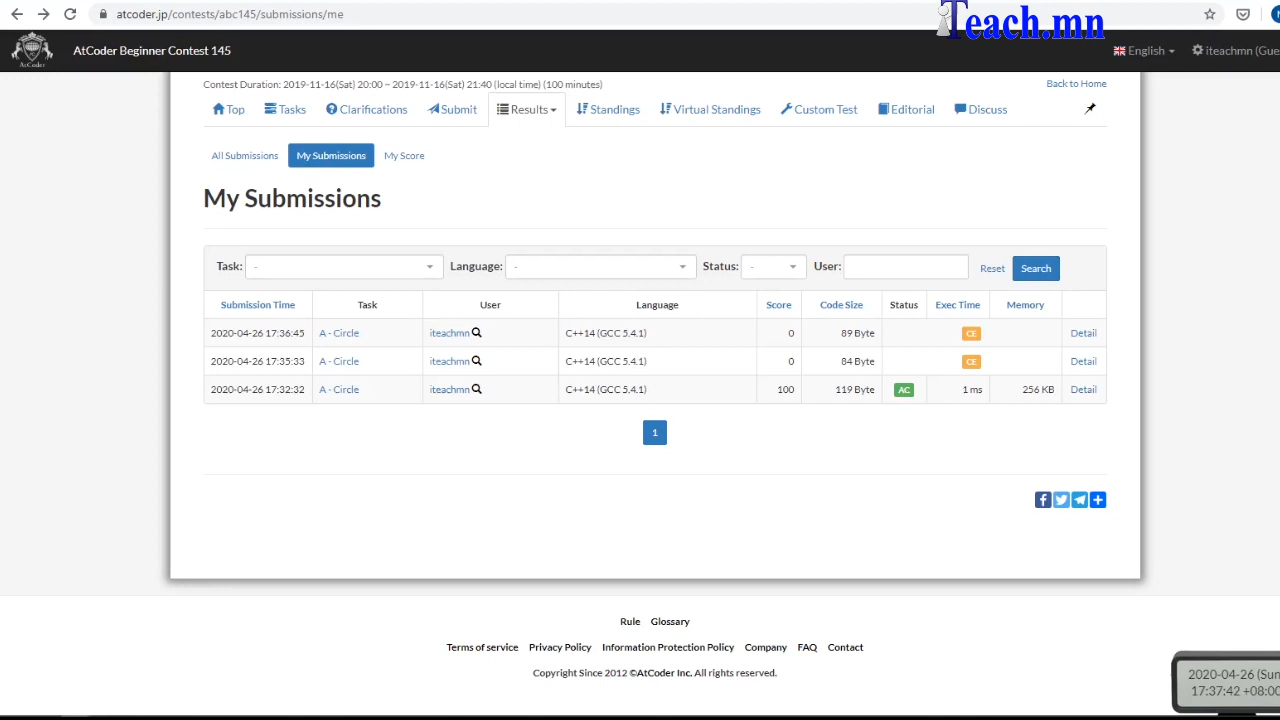 atcoder.jp/contests/abc145/submissions/me
iTeach.mn
AtCoder
AtCoder Beginner Contest 145
English
iteachmn (Gue
Contest Duration: 2019-11-16(Sat) 20:00 ~ 2019-11-16(Sat) 21:40 (local time) (100 minutes)
Back to Home
Top Tasks Clarifications Submit Results Standings Virtual Standings Custom Test Editorial Discuss
All Submissions My Submissions My Score
My Submissions
Task: - Language: - Status: - User: Reset Search
Submission Time Task User Language Score Code Size Status Exec Time Memory
2020-04-26 17:36:45 A - Circle iteachmn C++14 (GCC 5.4.1) 0 89 Byte CE Detail
2020-04-26 17:35:33 A - Circle iteachmn C++14 (GCC 5.4.1) 0 84 Byte CE Detail
2020-04-26 17:32:32 A - Circle iteachmn C++14 (GCC 5.4.1) 100 119 Byte AC 1 ms 256 KB Detail
1
Rule Glossary
Terms of service Privacy Policy Information Protection Policy Company FAQ Contact
Copyright Since 2012 ©AtCoder Inc. All rights reserved.
2020-04-26 (Sun
17:37:42 +08:00